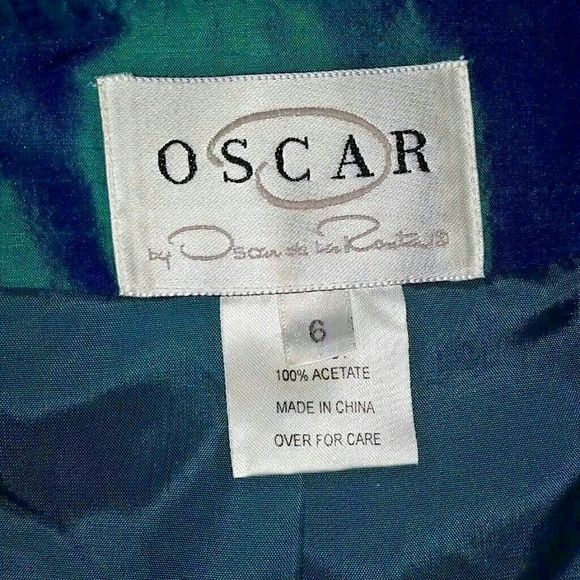 OSCAR
by Oscar de la Renta ®
6
100% ACETATE
MADE IN CHINA
OVER FOR CARE